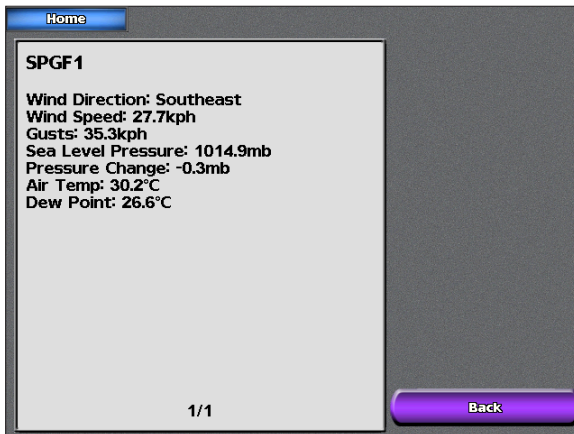 Home
SPGF1
Wind Direction: Southeast
Wind Speed: 27.7kph
Gusts: 35.3kph
Sea Level Pressure: 1014.9mb
Pressure Change: -0.3mb
Air Temp: 30.2°C
Dew Point: 26.6°C
1/1
Back